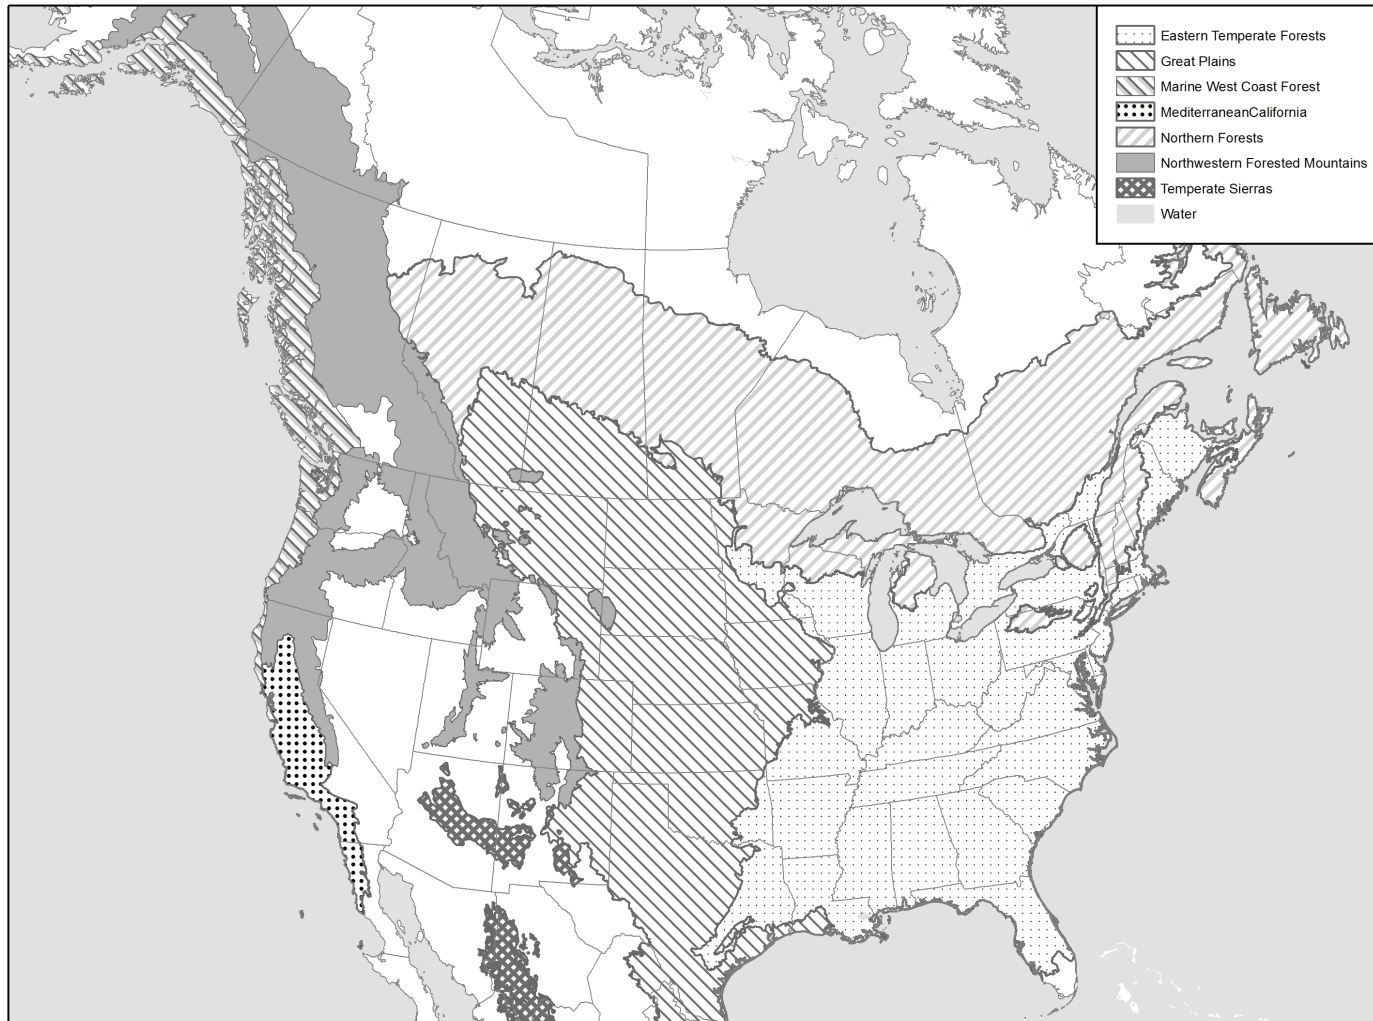 Eastern Temperate Forests
Great Plains
Marine West Coast Forest
MediterraneanCalifornia
Northern Forests
Northwestern Forested Mountains
Temperate Sierras
Water